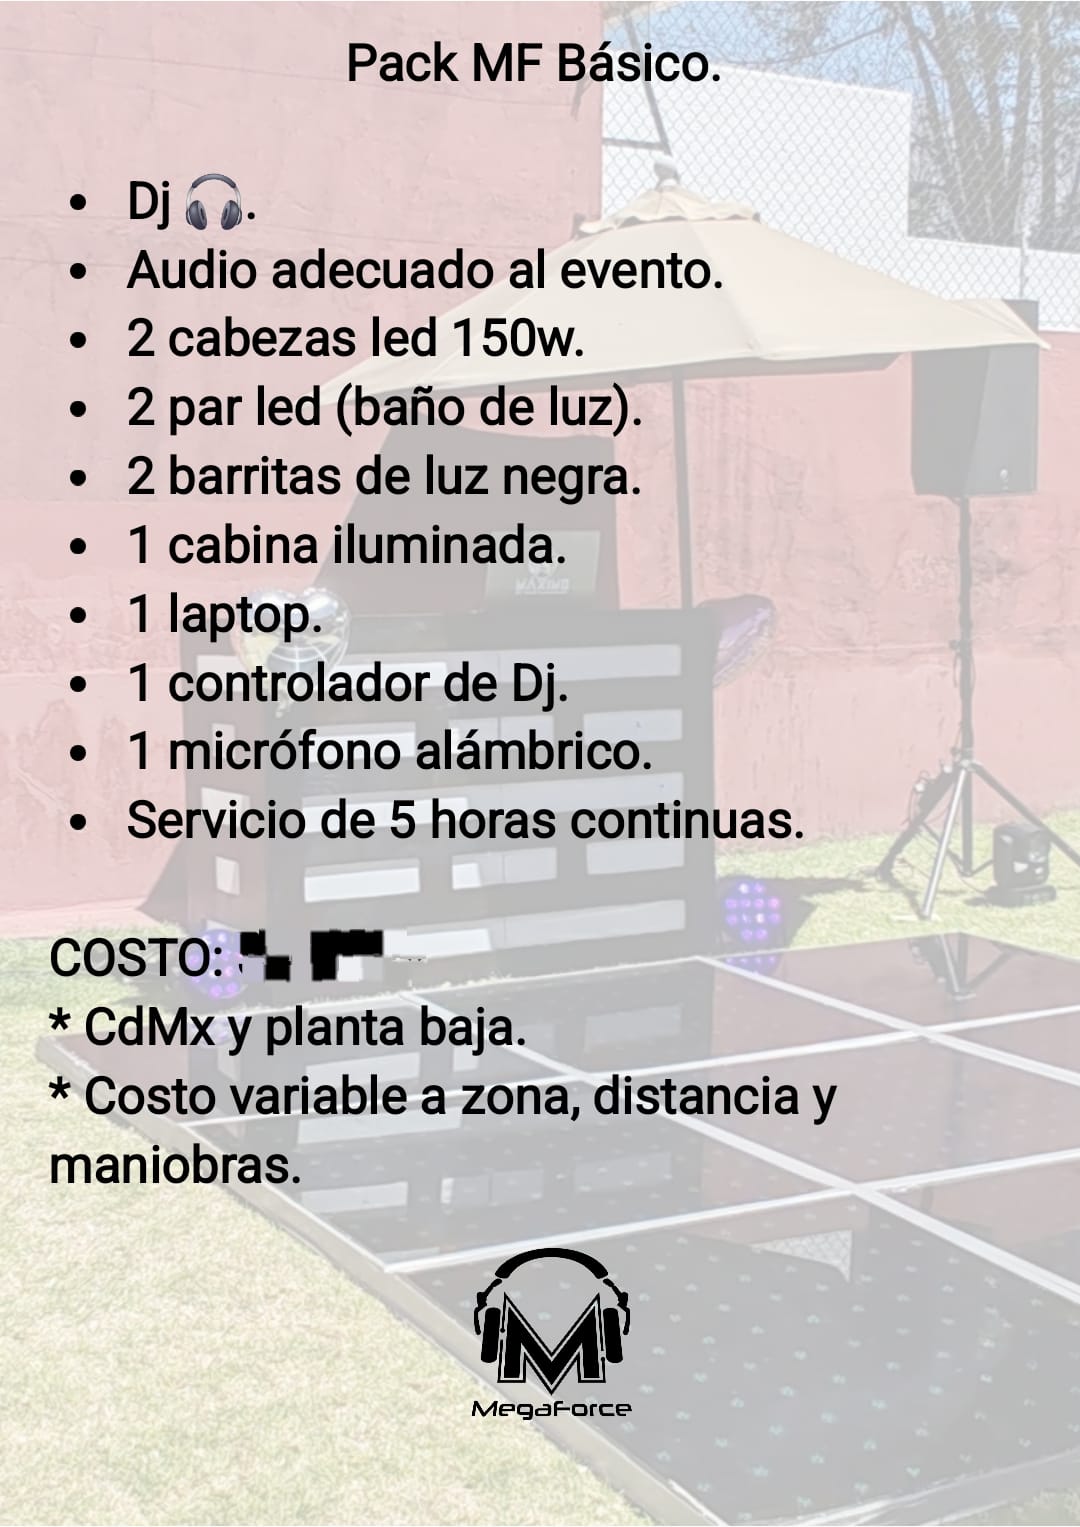 Pack MF Básico.
• Dj 🎧.
• Audio adecuado al evento.
• 2 cabezas led 150w.
• 2 par led (baño de luz).
• 2 barritas de luz negra.
• 1 cabina iluminada.
• 1 laptop.
• 1 controlador de Dj.
• 1 micrófono alámbrico.
• Servicio de 5 horas continuas.
COSTO:
* CdMx y planta baja.
* Costo variable a zona, distancia y
maniobras.
M
MegaForce